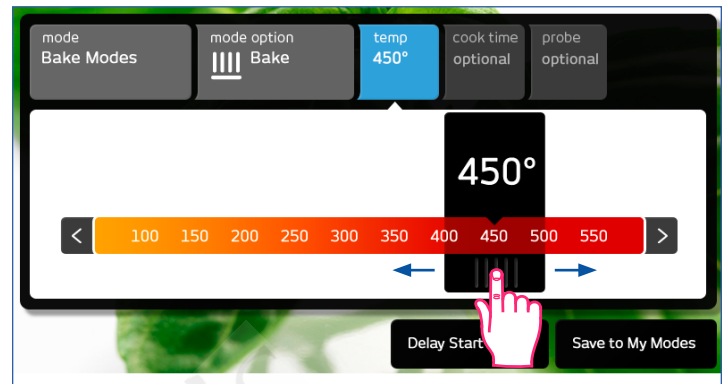 mode
Bake Modes
mode option
Bake
temp
450°
cook time
optional
probe
optional
450°
< 100 150 200 250 300 350 400 450 500 550 >
Delay Start
Save to My Modes